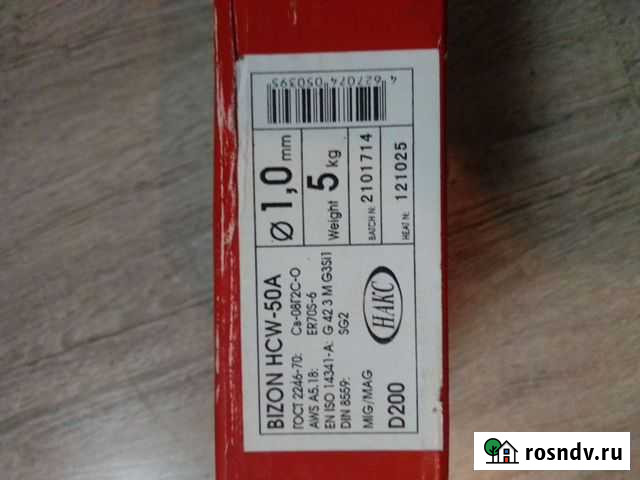 BIZON HCW-50A
ГОСТ 2246-70: Св-08Г2С-О
AWS A5.18: ER70S-6
EN ISO 14341-A: G 42 3 M G3Si1
DIN 8559: SG2
MIG/MAG
D200
НАКС
Ø 1,0 mm
Weight 5 kg
BATCH N: 2101714
HEAT N: 121025
4 627074 050395
rosndv.ru